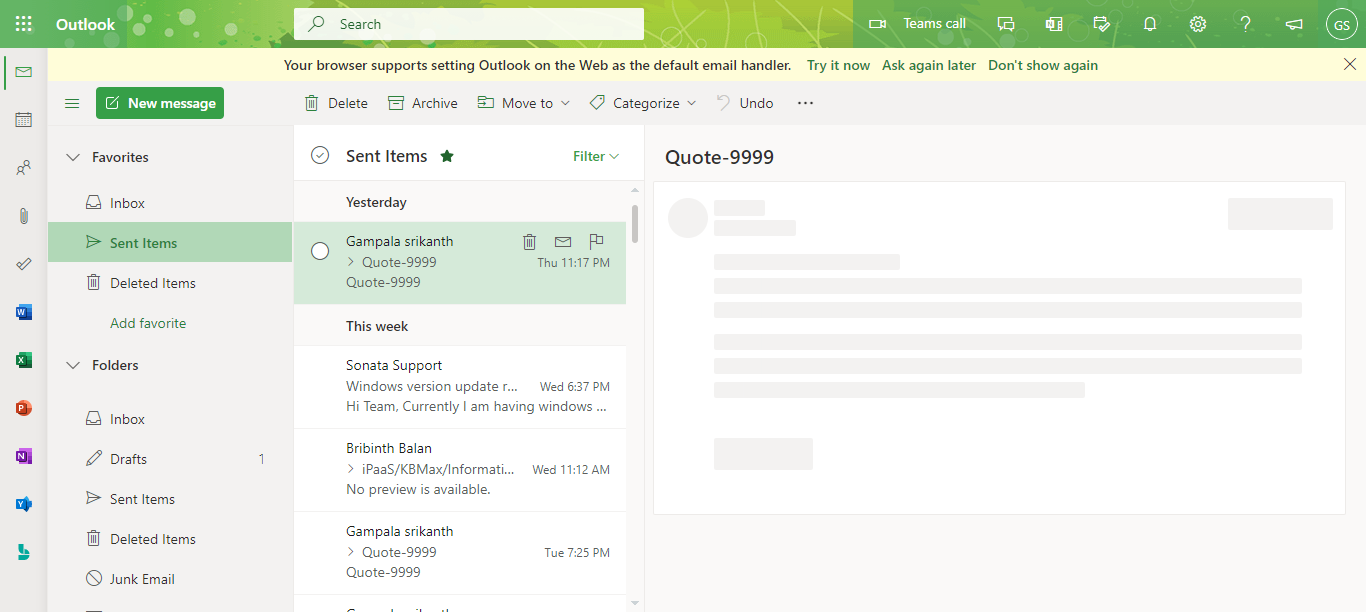 Outlook
Search
Teams call
GS
Your browser supports setting Outlook on the Web as the default email handler. Try it now Ask again later Don't show again
New message
Delete
Archive
Move to
Categorize
Undo
Favorites
Inbox
Sent Items
Deleted Items
Add favorite
Folders
Inbox
Drafts 1
Sent Items
Deleted Items
Junk Email
Sent Items
Filter
Yesterday
Gampala srikanth
Quote-9999 Thu 11:17 PM
Quote-9999
This week
Sonata Support
Windows version update r... Wed 6:37 PM
Hi Team, Currently I am having windows ...
Bribinth Balan
iPaaS/KBMax/Informati... Wed 11:12 AM
No preview is available.
Gampala srikanth
Quote-9999 Tue 7:25 PM
Quote-9999
Quote-9999